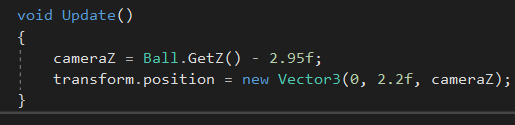 void Update()
{
    cameraZ = Ball.GetZ() - 2.95f;
    transform.position = new Vector3(0, 2.2f, cameraZ);
}